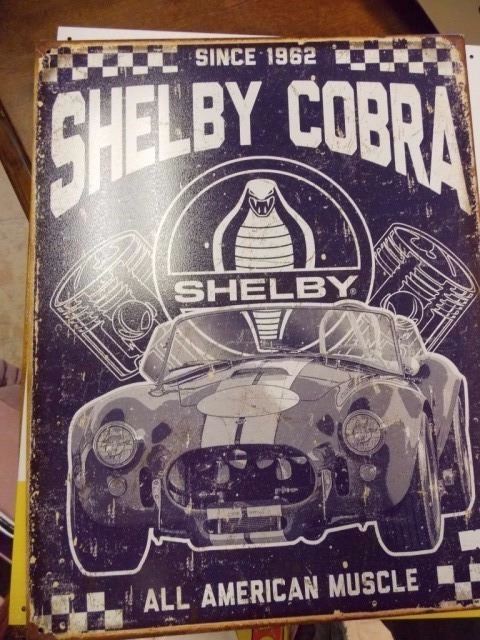 SINCE 1962
SHELBY COBRA
SHELBY®
ALL AMERICAN MUSCLE